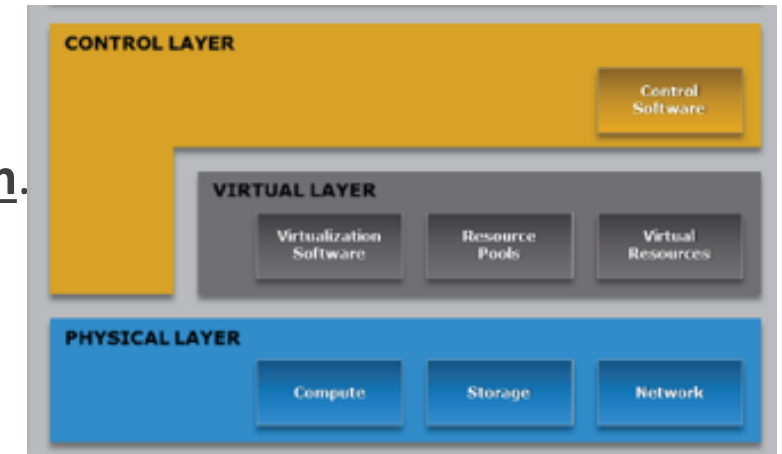 CONTROL LAYER
Control
Software
n.
VIRTUAL LAYER
Virtualization
Software
Resource
Pools
Virtual
Resources
PHYSICAL LAYER
Compute
Storage
Network